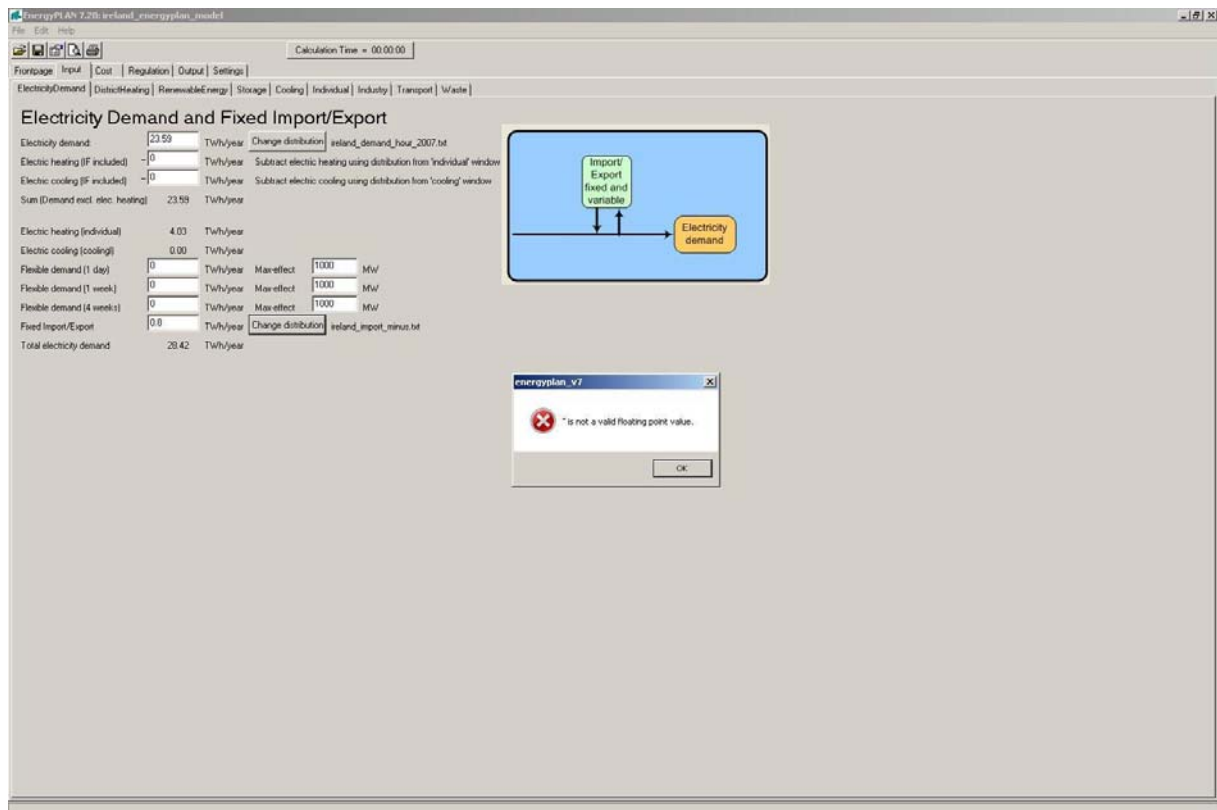 EnergyPLAN 7.20: ireland_energyplan_model
File Edit Help
Calculation Time = 00:00:00
Frontpage Input Cost Regulation Output Settings
ElectricityDemand DistrictHeating RenewableEnergy Storage Cooling Individual Industry Transport Waste
Electricity Demand and Fixed Import/Export
Electricity demand: 23.59 TWh/year Change distribution ireland_demand_hour_2007.txt
Electric heating (IF included) - 0 TWh/year Subtract electric heating using distribution from 'individual' window
Electric cooling (IF included) - 0 TWh/year Subtract electric cooling using distribution from 'cooling' window
Sum (Demand excl. elec. heating) 23.59 TWh/year
Electric heating (individual) 4.03 TWh/year
Electric cooling (cooling) 0.00 TWh/year
Flexible demand (1 day) 0 TWh/year Max-effect 1000 MW
Flexible demand (1 week) 0 TWh/year Max-effect 1000 MW
Flexible demand (4 weeks) 0 TWh/year Max-effect 1000 MW
Fixed Import/Export 0.8 TWh/year Change distribution ireland_import_minus.txt
Total electricity demand 28.42 TWh/year
Import/
Export
fixed and
variable
Electricity
demand
energyplan_v7
'' is not a valid floating point value.
OK